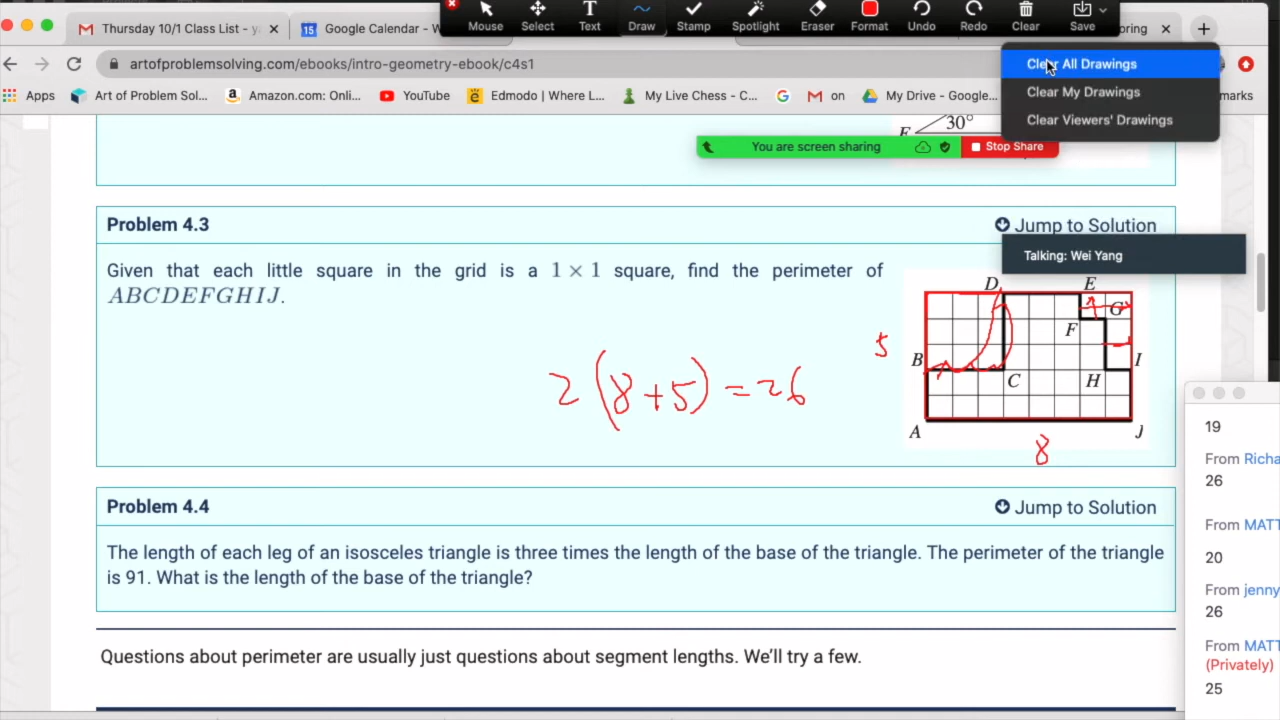 Mouse Select Text Draw Stamp Spotlight Eraser Format Undo Redo Clear Save
Thursday 10/1 Class List - y
15 Google Calendar - W
oring
artofproblemsolving.com/ebooks/intro-geometry-ebook/c4s1
Clear All Drawings
Clear My Drawings
Clear Viewers' Drawings
Apps Art of Problem Sol... Amazon.com: Onli... YouTube Edmodo | Where L... My Live Chess - C... on My Drive - Google... marks
F 30°
You are screen sharing Stop Share
Problem 4.3 Jump to Solution
Talking: Wei Yang
Given that each little square in the grid is a 1 × 1 square, find the perimeter of
ABCDEFGHIJ.
D E
G
F
5
B I
C H
2(8+5)=26
A J
8
19
From Richa
26
From MATT
20
From jenny
26
From MATT
(Privately)
25
Problem 4.4 Jump to Solution
The length of each leg of an isosceles triangle is three times the length of the base of the triangle. The perimeter of the triangle
is 91. What is the length of the base of the triangle?
Questions about perimeter are usually just questions about segment lengths. We'll try a few.